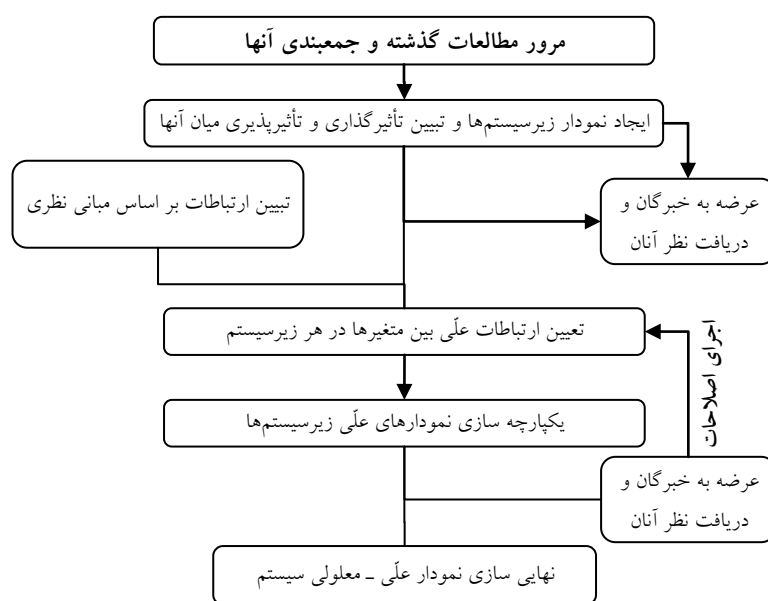 مرور مطالعات گذشته و جمعبندی آنها
ایجاد نمودار زیرسیستم‌ها و تبیین تأثیرگذاری و تأثیرپذیری میان آنها
تبیین ارتباطات بر اساس مبانی نظری
عرضه به خبرگان و
دریافت نظر آنان
تعیین ارتباطات علّی بین متغیرها در هر زیرسیستم
اجرای اصلاحات
یکپارچه سازی نمودارهای علّی زیرسیستم‌ها
عرضه به خبرگان و
دریافت نظر آنان
نهایی سازی نمودار علّی – معلولی سیستم